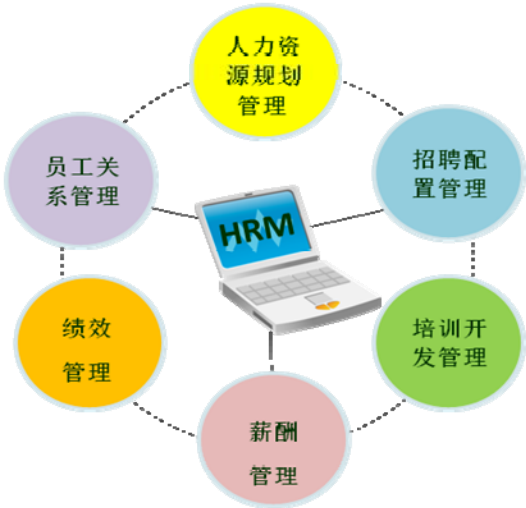 人力资
源规划
管理
员工关
系管理
招聘配
置管理
HRM
绩效
管理
培训开
发管理
薪酬
管理